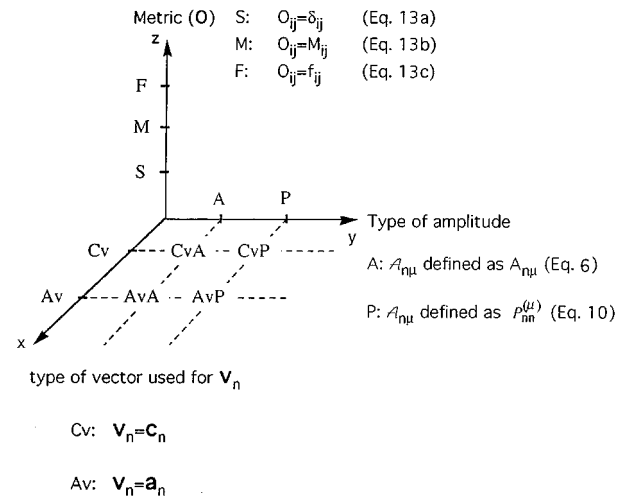 Metric (O) S: O_ij=δ_ij (Eq. 13a)
z M: O_ij=M_ij (Eq. 13b)
F: O_ij=f_ij (Eq. 13c)
F
M
S
A P
Type of amplitude
y
Cv CvA CvP
A: A_nμ defined as A_nμ (Eq. 6)
Av AvA AvP
P: A_nμ defined as P_nn^(μ) (Eq. 10)
x
type of vector used for V_n
Cv: V_n=C_n
Av: V_n=a_n